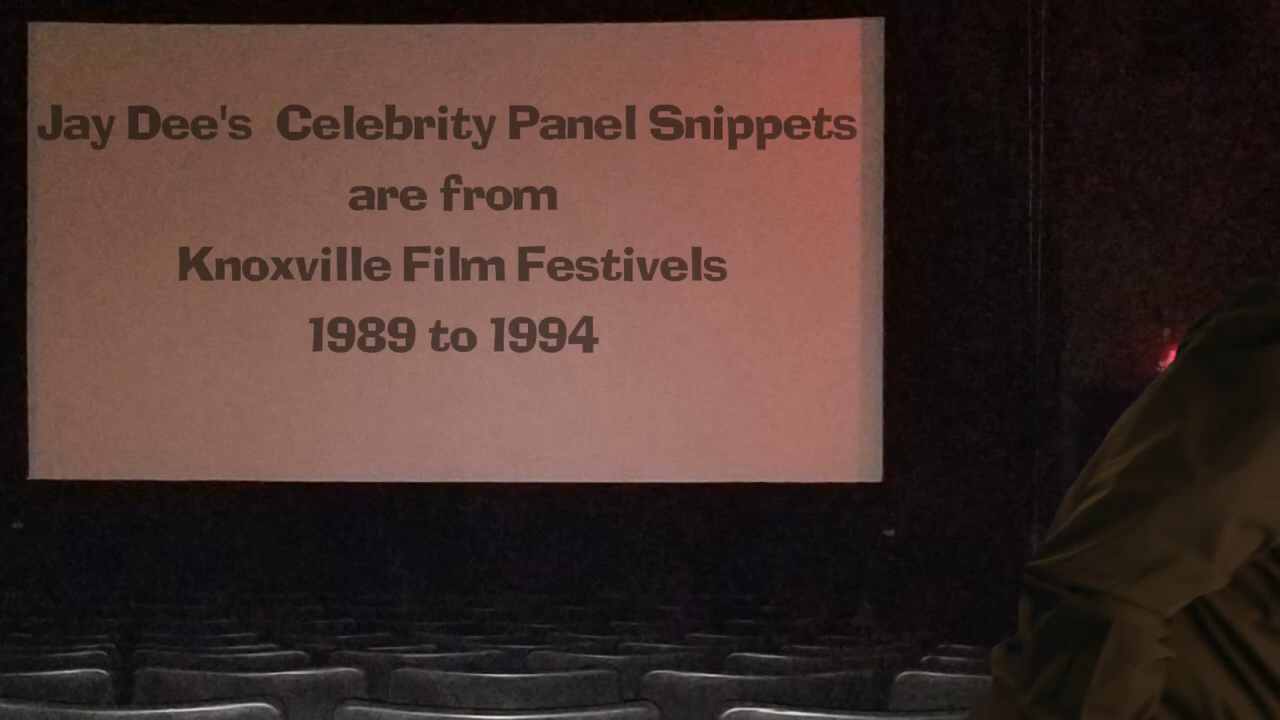 Jay Dee's  Celebrity Panel Snippets
are from
Knoxville Film Festivels
1989 to 1994